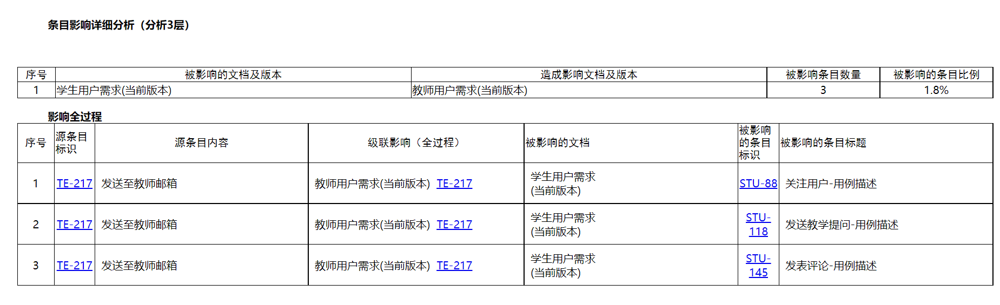 条目影响详细分析（分析3层）
序号 被影响的文档及版本 造成影响文档及版本 被影响条目数量 被影响的条目比例
1 学生用户需求(当前版本) 教师用户需求(当前版本) 3 1.8%
影响全过程
序号 源条目标识 源条目内容 级联影响（全过程） 被影响的文档 被影响的条目标识 被影响的条目标题
1 TE-217 发送至教师邮箱 教师用户需求(当前版本) TE-217 学生用户需求(当前版本) STU-88 关注用户-用例描述
2 TE-217 发送至教师邮箱 教师用户需求(当前版本) TE-217 学生用户需求(当前版本) STU-118 发送教学提问-用例描述
3 TE-217 发送至教师邮箱 教师用户需求(当前版本) TE-217 学生用户需求(当前版本) STU-145 发表评论-用例描述